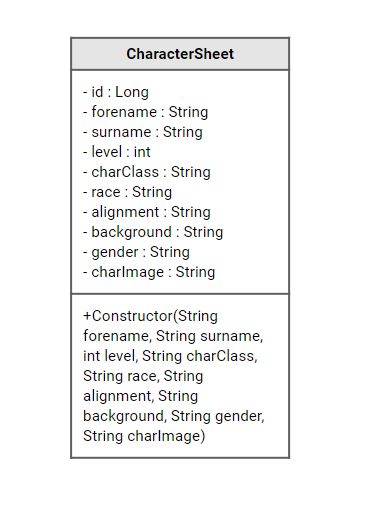 CharacterSheet
- id : Long
- forename : String
- surname : String
- level : int
- charClass : String
- race : String
- alignment : String
- background : String
- gender : String
- charImage : String
+Constructor(String
forename, String surname,
int level, String charClass,
String race, String
alignment, String
background, String gender,
String charImage)